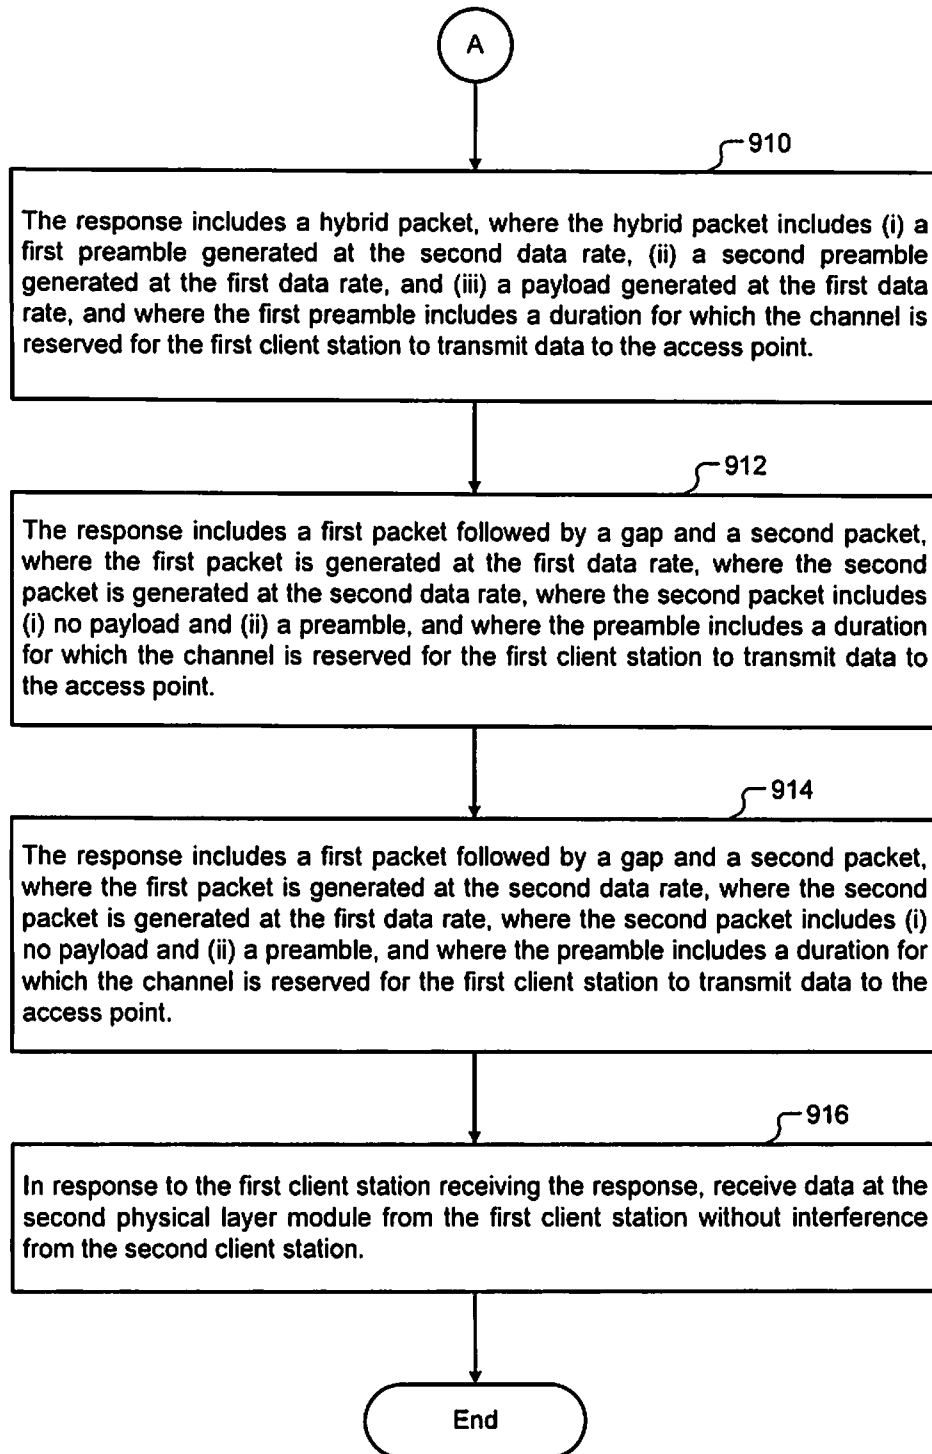 A
910
The response includes a hybrid packet, where the hybrid packet includes (i) a
first preamble generated at the second data rate, (ii) a second preamble
generated at the first data rate, and (iii) a payload generated at the first data
rate, and where the first preamble includes a duration for which the channel is
reserved for the first client station to transmit data to the access point.
912
The response includes a first packet followed by a gap and a second packet,
where the first packet is generated at the first data rate, where the second
packet is generated at the second data rate, where the second packet includes
(i) no payload and (ii) a preamble, and where the preamble includes a duration
for which the channel is reserved for the first client station to transmit data to
the access point.
914
The response includes a first packet followed by a gap and a second packet,
where the first packet is generated at the second data rate, where the second
packet is generated at the first data rate, where the second packet includes (i)
no payload and (ii) a preamble, and where the preamble includes a duration for
which the channel is reserved for the first client station to transmit data to the
access point.
916
In response to the first client station receiving the response, receive data at the
second physical layer module from the first client station without interference
from the second client station.
End